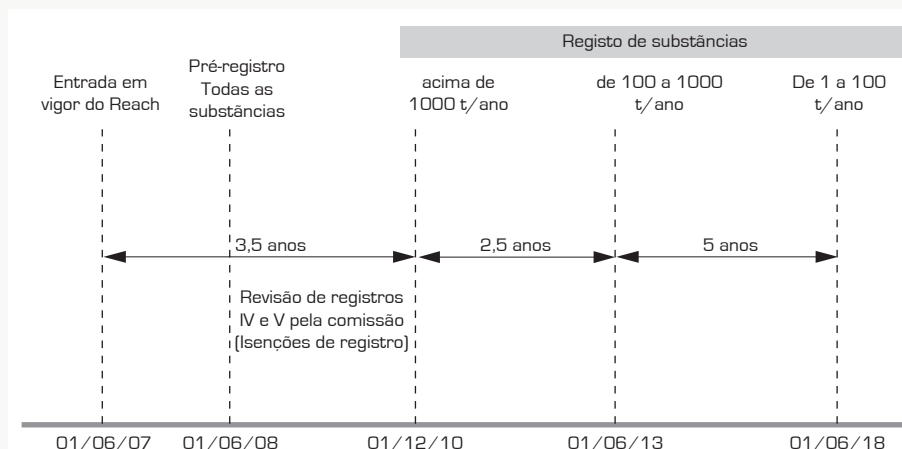 Registo de substâncias
Entrada em
vigor do Reach
Pré-registro
Todas as
substâncias
acima de
1000 t/ano
de 100 a 1000
t/ano
De 1 a 100
t/ano
3,5 anos
2,5 anos
5 anos
Revisão de registros
IV e V pela comissão
(Isenções de registro)
01/06/07
01/06/08
01/12/10
01/06/13
01/06/18